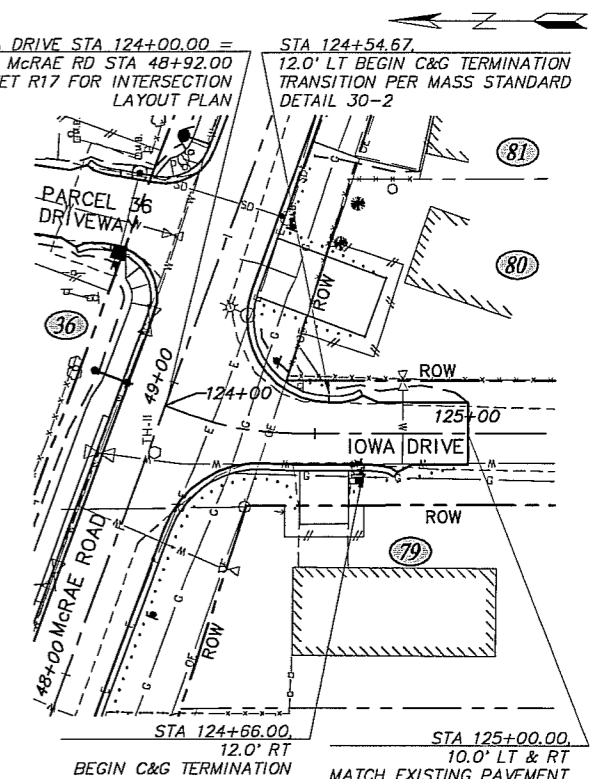 Z
DRIVE STA 124+00.00 =
McRAE RD STA 48+92.00
ET R17 FOR INTERSECTION
LAYOUT PLAN
STA 124+54.67,
12.0' LT BEGIN C&G TERMINATION
TRANSITION PER MASS STANDARD
DETAIL 30-2
PARCEL 36
DRIVEWAY
81
80
36
ROW
SD
SD
49+00
124+00
TH-11
ROW
125+00
IOWA DRIVE
ROW
79
48+00 McRAE ROAD
ROW
STA 124+66.00,
12.0' RT
BEGIN C&G TERMINATION
STA 125+00.00,
10.0' LT & RT
MATCH EXISTING PAVEMENT